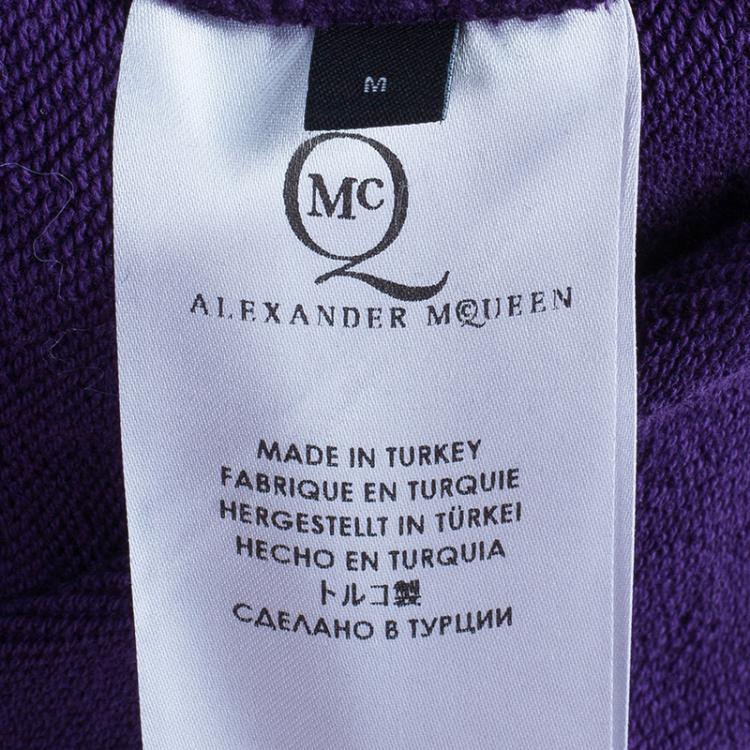 M
McQ
ALEXANDER McQUEEN
MADE IN TURKEY
FABRIQUE EN TURQUIE
HERGESTELLT IN TÜRKEI
HECHO EN TURQUIA
トルコ製
СДЕЛАНО В ТУРЦИИ